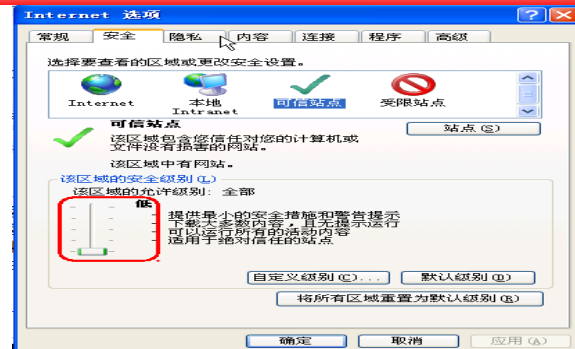 Internet 选项
常规 安全 隐私 内容 连接 程序 高级
选择要查看的区域或更改安全设置。
Internet 本地 Intranet 可信站点 受限站点
可信站点
站点(S)
该区域包含您信任对您的计算机或
文件没有损害的网站。
该区域中有网站。
该区域的安全级别(L)
该区域的允许级别: 全部
低
提供最小的安全措施和警告提示
下载大多数内容，且无提示运行
可以运行所有的活动内容
适用于绝对信任的站点
自定义级别(C)... 默认级别(D)
将所有区域重置为默认级别(R)
确定 取消 应用(A)